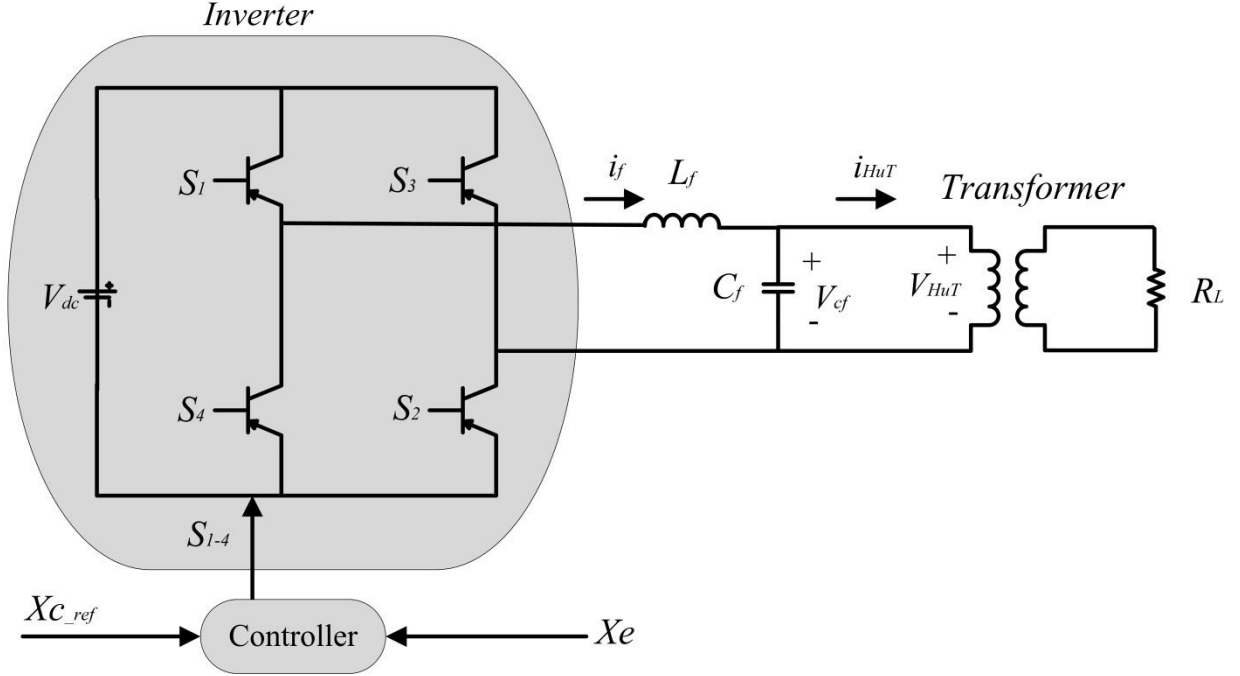 Inverter
S1
S3
if
Lf
iHuT
Transformer
Vdc
+
Cf
+
Vcf
-
+
VHuT
-
RL
S4
S2
S1-4
Xc_ref
Controller
Xe